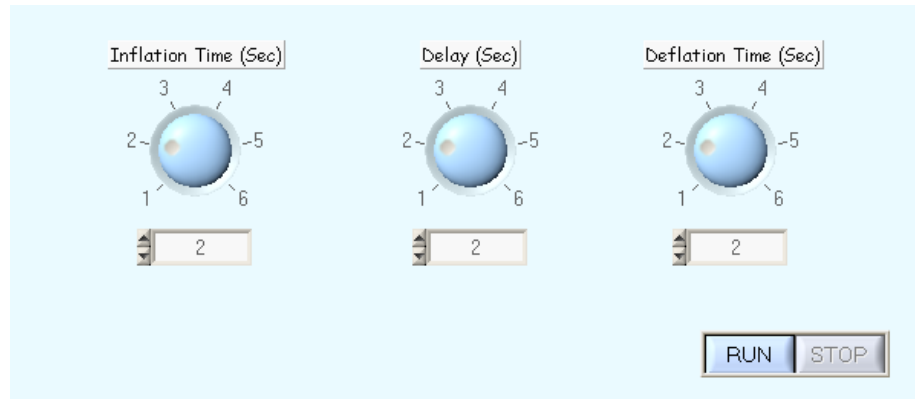 Inflation Time (Sec) Delay (Sec) Deflation Time (Sec)
3 4 3 4 3 4
2 5 2 5 2 5
1 6 1 6 1 6
2 2 2
RUN STOP